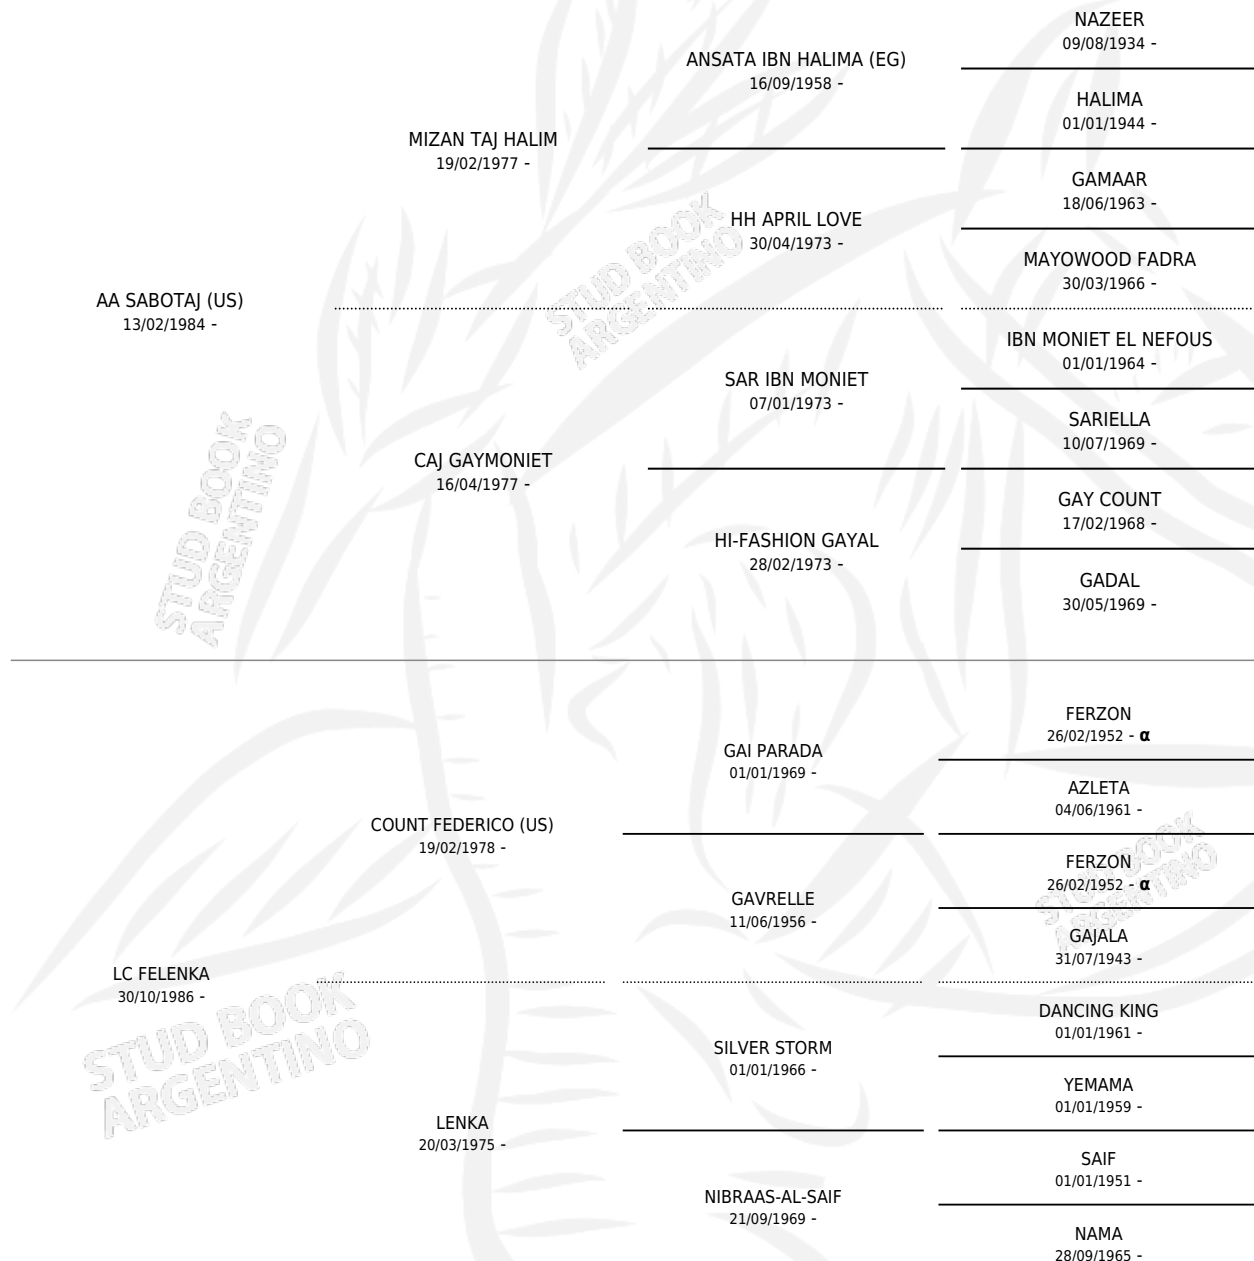 NAZEER
09/08/1934 -
ANSATA IBN HALIMA (EG)
16/09/1958 -
HALIMA
01/01/1944 -
MIZAN TAJ HALIM
19/02/1977 -
GAMAAR
18/06/1963 -
HH APRIL LOVE
30/04/1973 -
MAYOWOOD FADRA
30/03/1966 -
AA SABOTAJ (US)
13/02/1984 -
IBN MONIET EL NEFOUS
01/01/1964 -
SAR IBN MONIET
07/01/1973 -
SARIELLA
10/07/1969 -
CAJ GAYMONIET
16/04/1977 -
GAY COUNT
17/02/1968 -
HI-FASHION GAYAL
28/02/1973 -
GADAL
30/05/1969 -
FERZON
26/02/1952 - α
GAI PARADA
01/01/1969 -
AZLETA
04/06/1961 -
COUNT FEDERICO (US)
19/02/1978 -
FERZON
26/02/1952 - α
GAVRELLE
11/06/1956 -
GAJALA
31/07/1943 -
LC FELENKA
30/10/1986 -
DANCING KING
01/01/1961 -
SILVER STORM
01/01/1966 -
YEMAMA
01/01/1959 -
LENKA
20/03/1975 -
SAIF
01/01/1951 -
NIBRAAS-AL-SAIF
21/09/1969 -
NAMA
28/09/1965 -
STUD BOOK
ARGENTINO
STUD BOOK
ARGENTINO
STUD BOOK
ARGENTINO
STUD BOOK
ARGENTINO